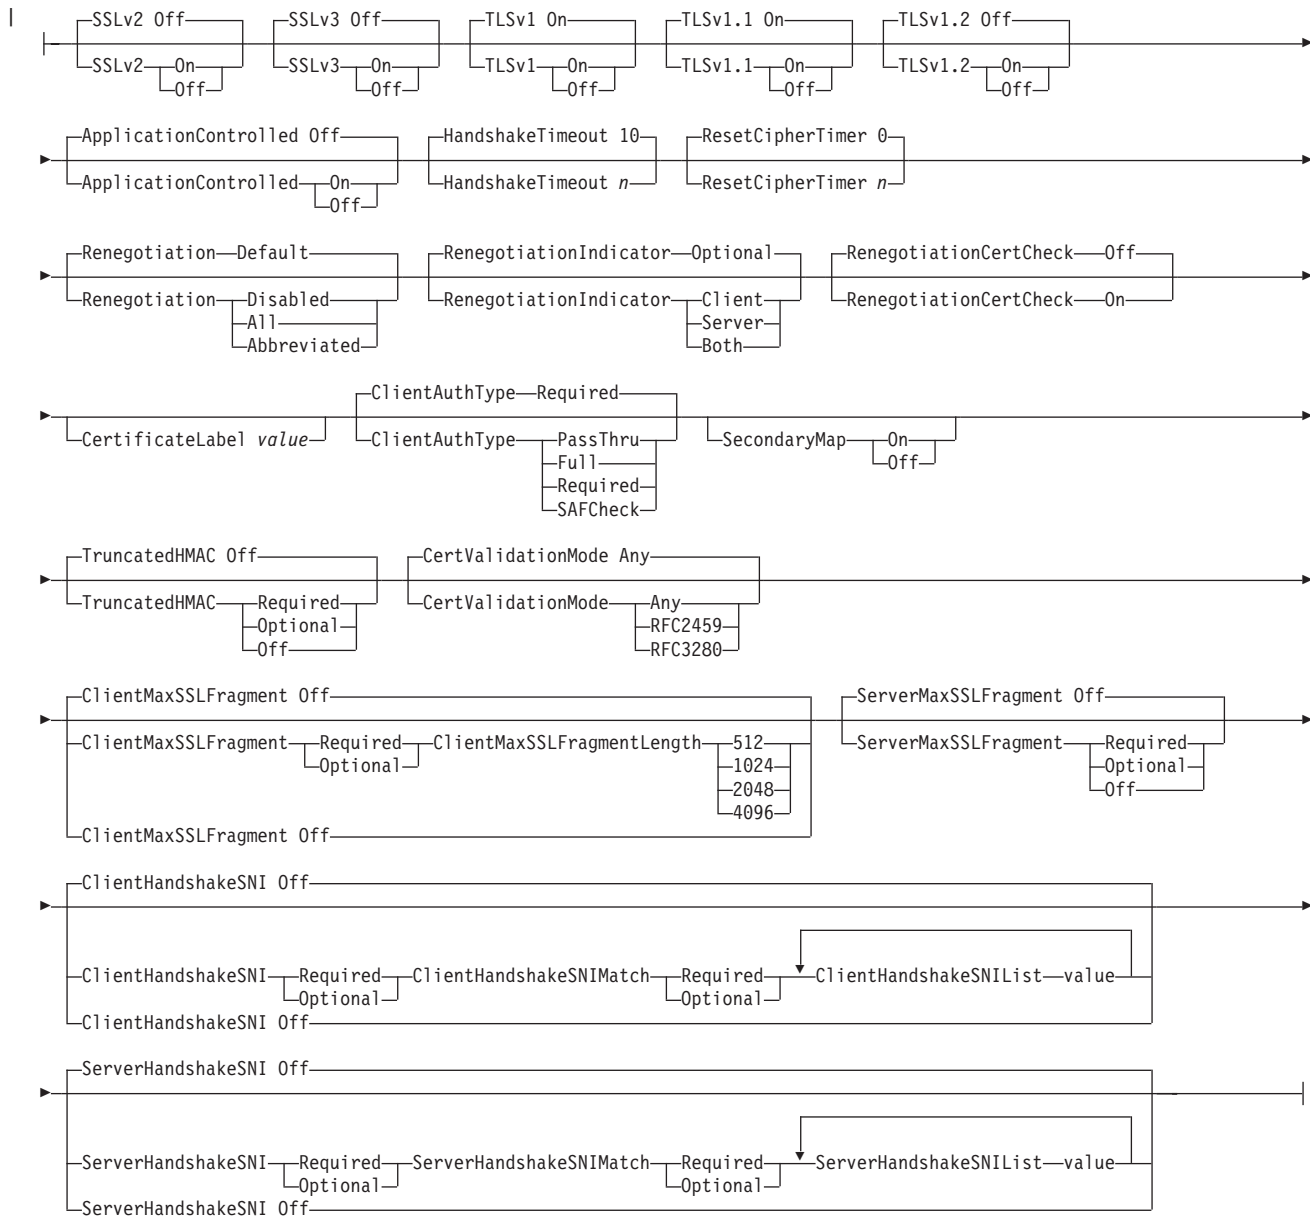 SSLv2 Off SSLv3 Off TLSv1 On TLSv1.1 On TLSv1.2 Off
SSLv2 On SSLv3 On TLSv1 On TLSv1.1 On TLSv1.2 On
Off Off Off Off Off
ApplicationControlled Off HandshakeTimeout 10 ResetCipherTimer 0
ApplicationControlled On HandshakeTimeout n ResetCipherTimer n
Off
Renegotiation Default RenegotiationIndicator Optional RenegotiationCertCheck Off
Renegotiation Disabled RenegotiationIndicator Client RenegotiationCertCheck On
All Server
Abbreviated Both
ClientAuthType Required
CertificateLabel value ClientAuthType PassThru SecondaryMap On
Full Off
Required
SAFCheck
TruncatedHMAC Off CertValidationMode Any
TruncatedHMAC Required CertValidationMode Any
Optional RFC2459
Off RFC3280
ClientMaxSSLFragment Off ServerMaxSSLFragment Off
ClientMaxSSLFragment Required ClientMaxSSLFragmentLength 512 ServerMaxSSLFragment Required
Optional 1024 Optional
2048 Off
4096
ClientMaxSSLFragment Off
ClientHandshakeSNI Off
ClientHandshakeSNI Required ClientHandshakeSNIMatch Required ClientHandshakeSNIList value
Optional Optional
ClientHandshakeSNI Off
ServerHandshakeSNI Off
ServerHandshakeSNI Required ServerHandshakeSNIMatch Required ServerHandshakeSNIList value
Optional Optional
ServerHandshakeSNI Off